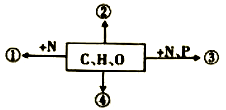 ②
① +N C、H、O +N、P ③
④